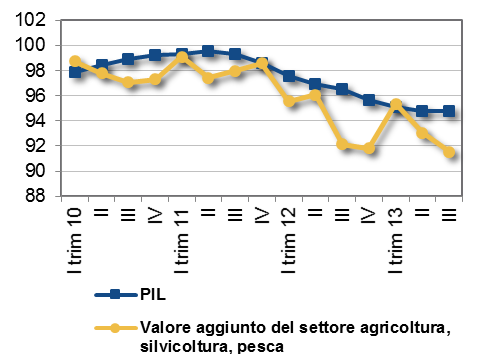 102
100
98
96
94
92
90
88
I trim 10
II
III
IV
I trim 11
II
III
IV
I trim 12
II
III
IV
I trim 13
II
III
PIL
Valore aggiunto del settore agricoltura,
silvicoltura, pesca